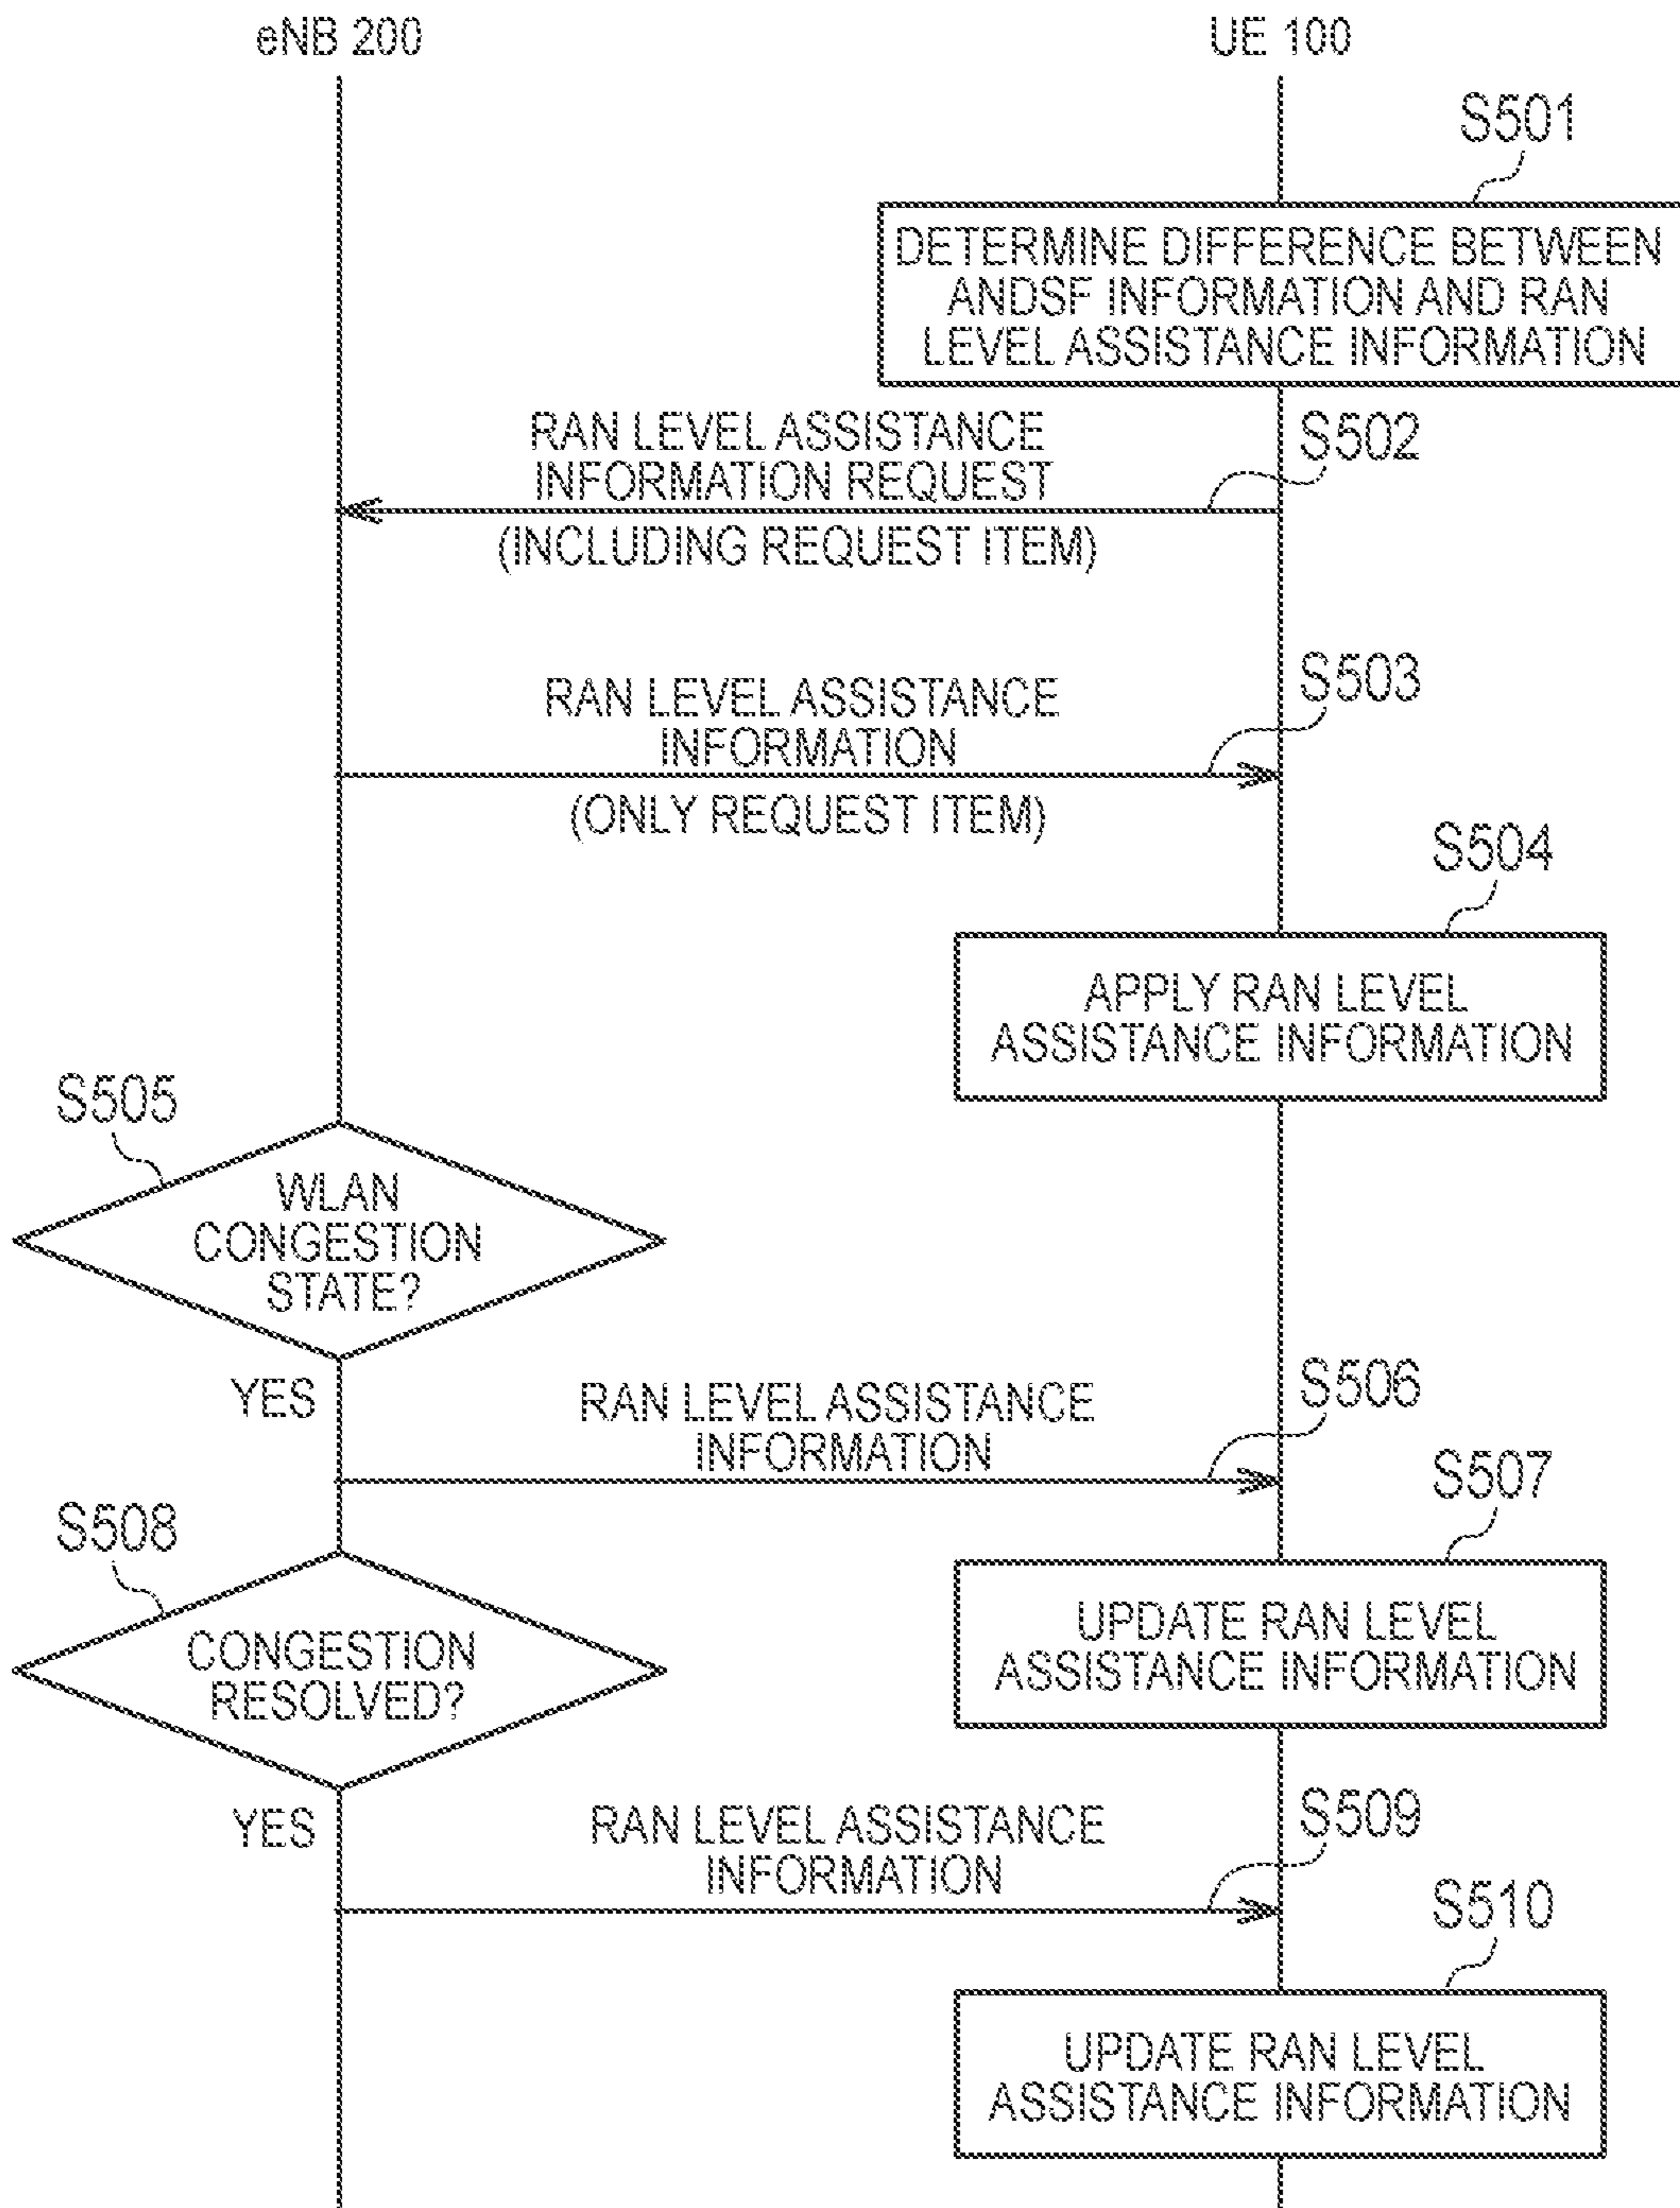 eNB 200
UE 100
S501
DETERMINE DIFFERENCE BETWEEN
ANDSF INFORMATION AND RAN
LEVEL ASSISTANCE INFORMATION
RAN LEVEL ASSISTANCE
INFORMATION REQUEST
S502
(INCLUDING REQUEST ITEM)
RAN LEVEL ASSISTANCE
INFORMATION
S503
(ONLY REQUEST ITEM)
S504
APPLY RAN LEVEL
ASSISTANCE INFORMATION
S505
WLAN
CONGESTION
STATE?
YES
RAN LEVEL ASSISTANCE
INFORMATION
S506
S507
UPDATE RAN LEVEL
ASSISTANCE INFORMATION
S508
CONGESTION
RESOLVED?
YES
RAN LEVEL ASSISTANCE
INFORMATION
S509
S510
UPDATE RAN LEVEL
ASSISTANCE INFORMATION